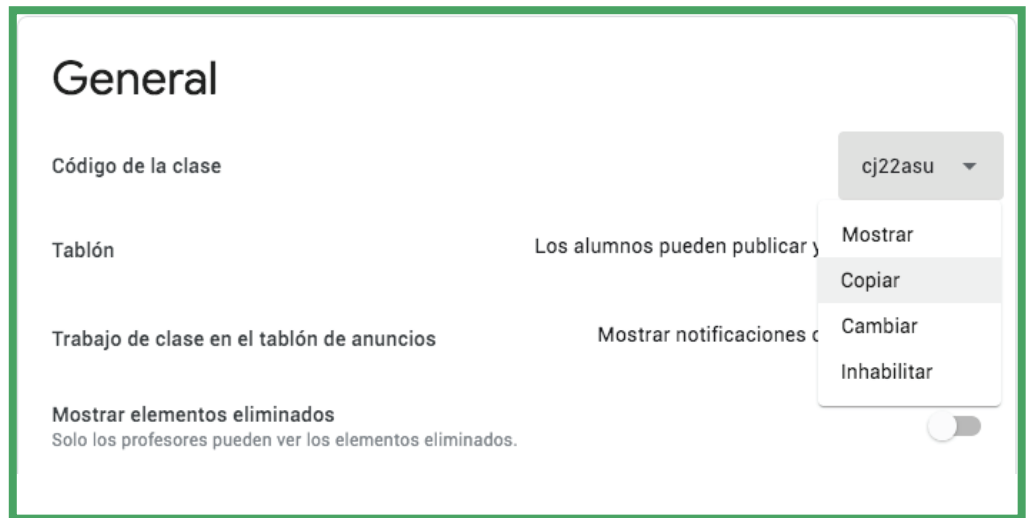 General
Código de la clase
cj22asu
Tablón
Los alumnos pueden publicar y
Mostrar
Copiar
Trabajo de clase en el tablón de anuncios
Mostrar notificaciones
Cambiar
Inhabilitar
Mostrar elementos eliminados
Solo los profesores pueden ver los elementos eliminados.